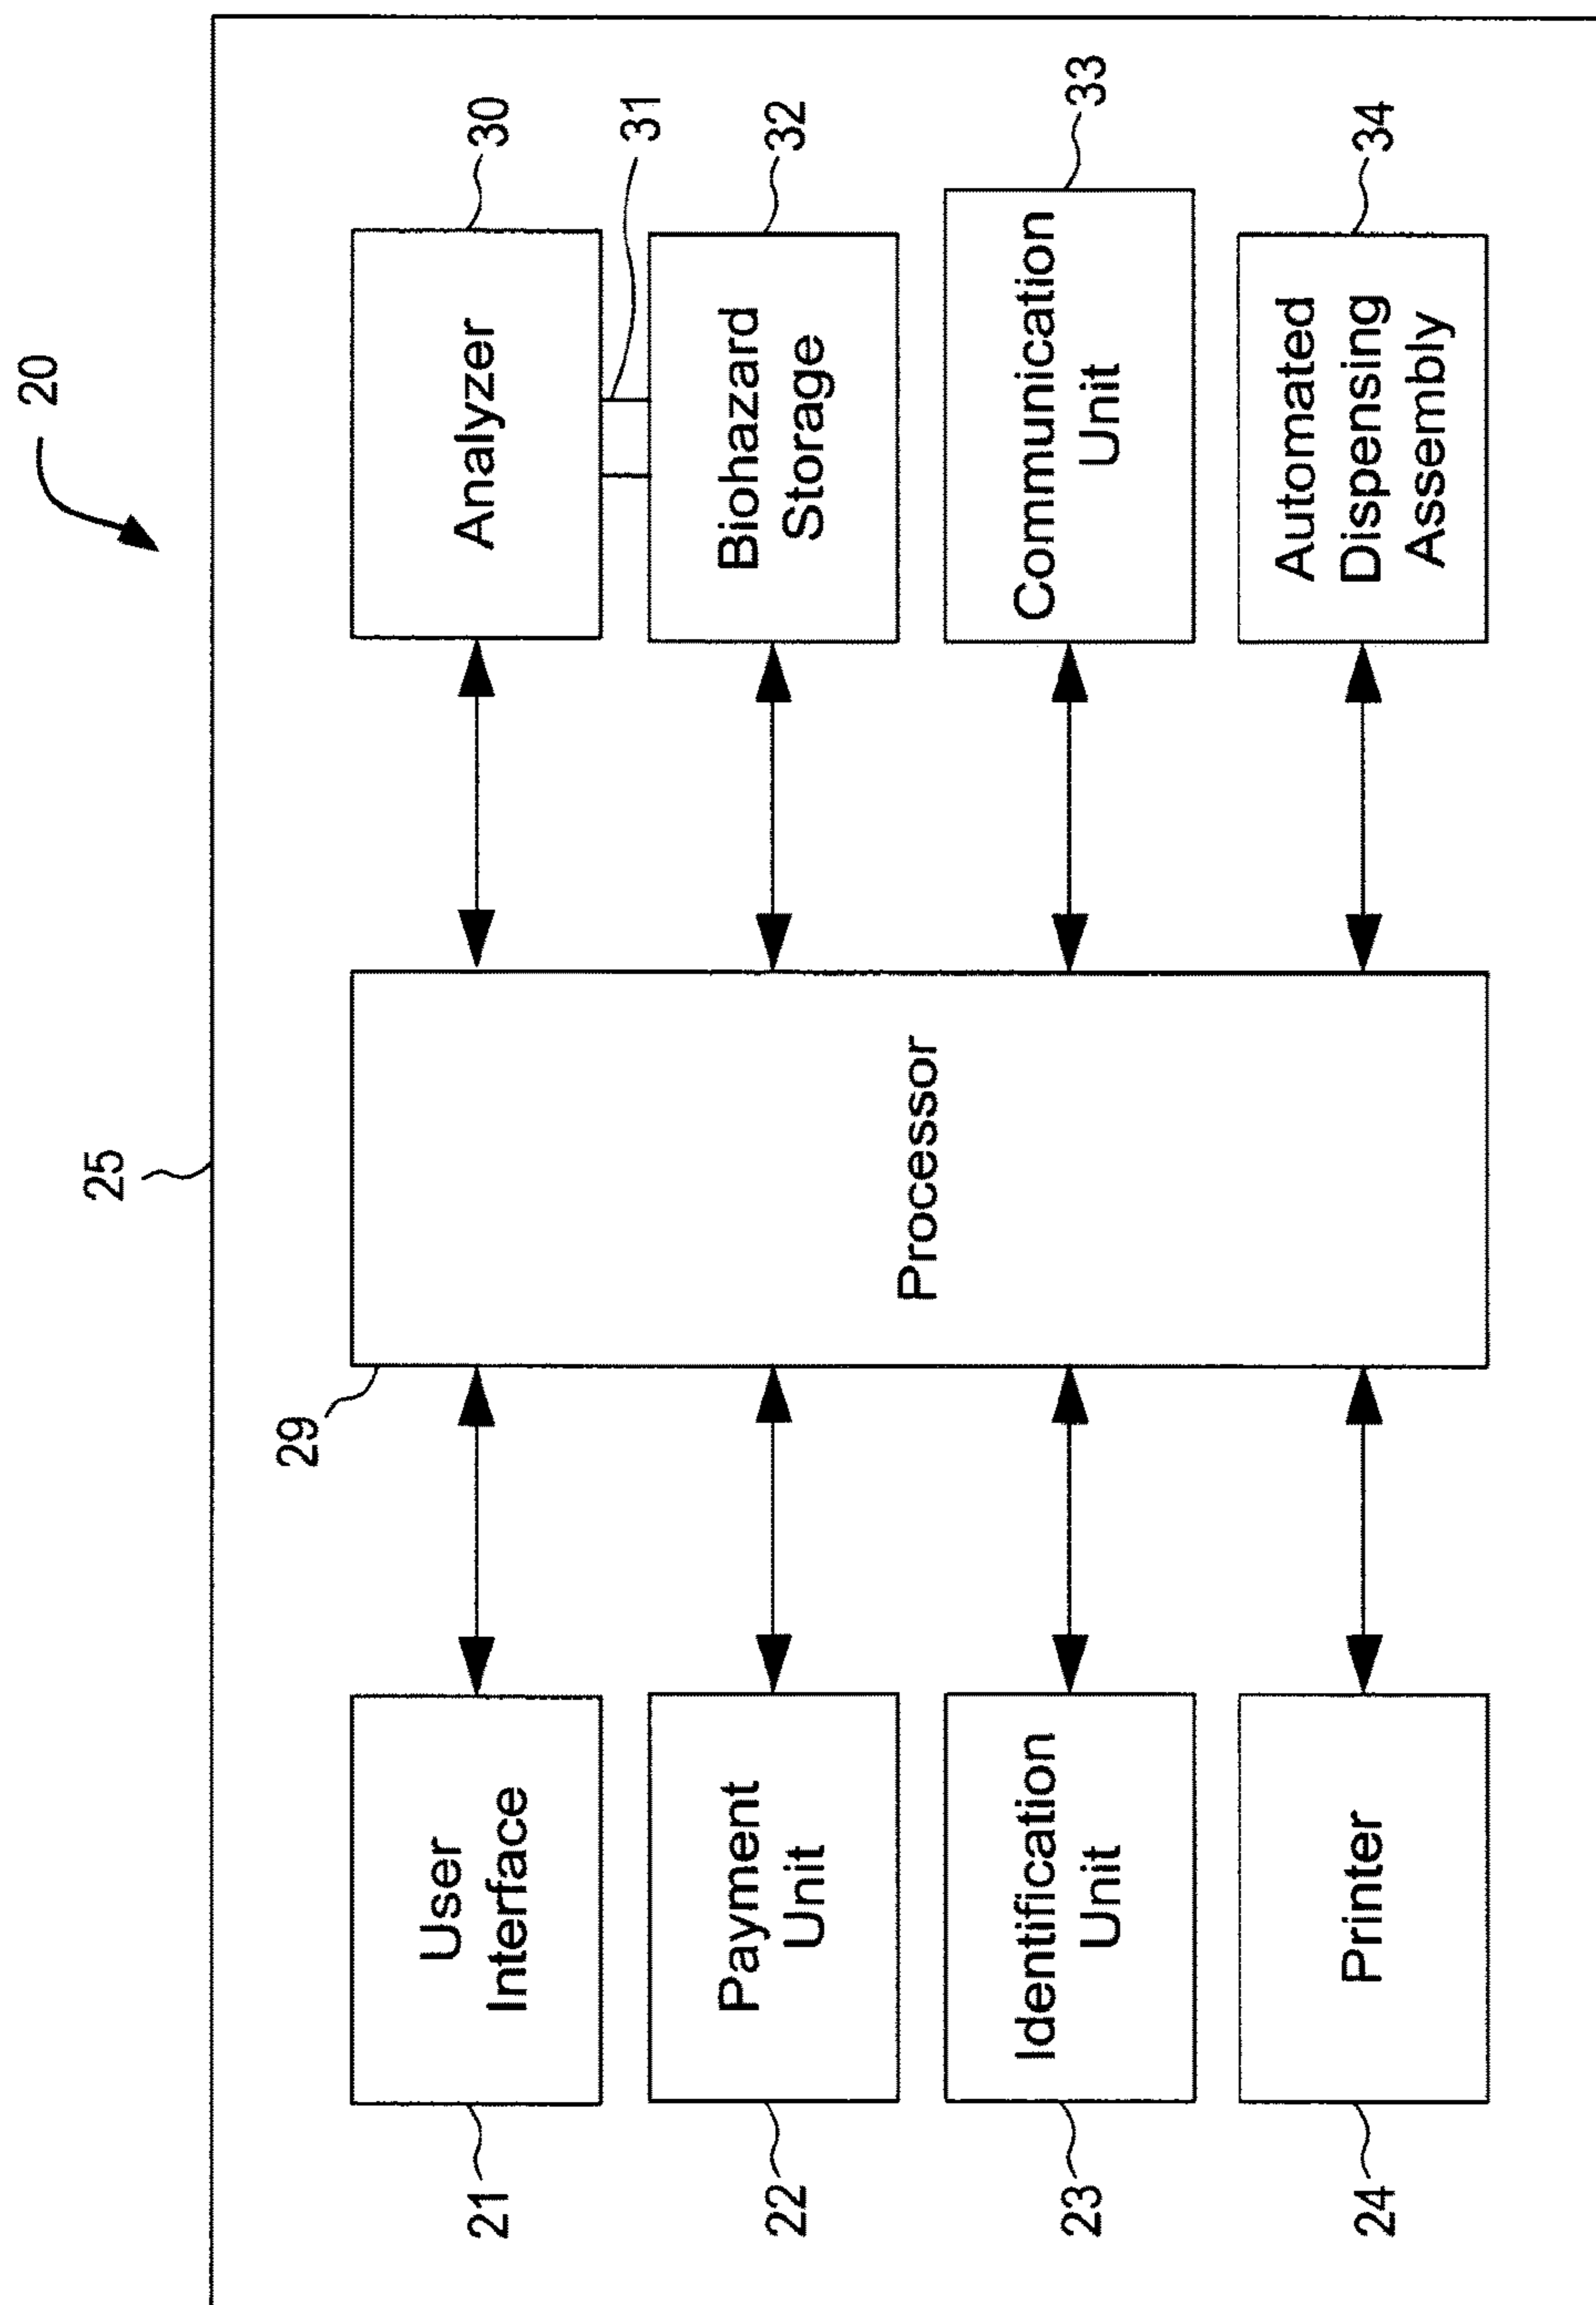 20
25
29
21
User
Interface
22
Payment
Unit
23
Identification
Unit
24
Printer
Processor
Analyzer
30
31
Biohazard
Storage
32
Communication
Unit
33
Automated
Dispensing
Assembly
34